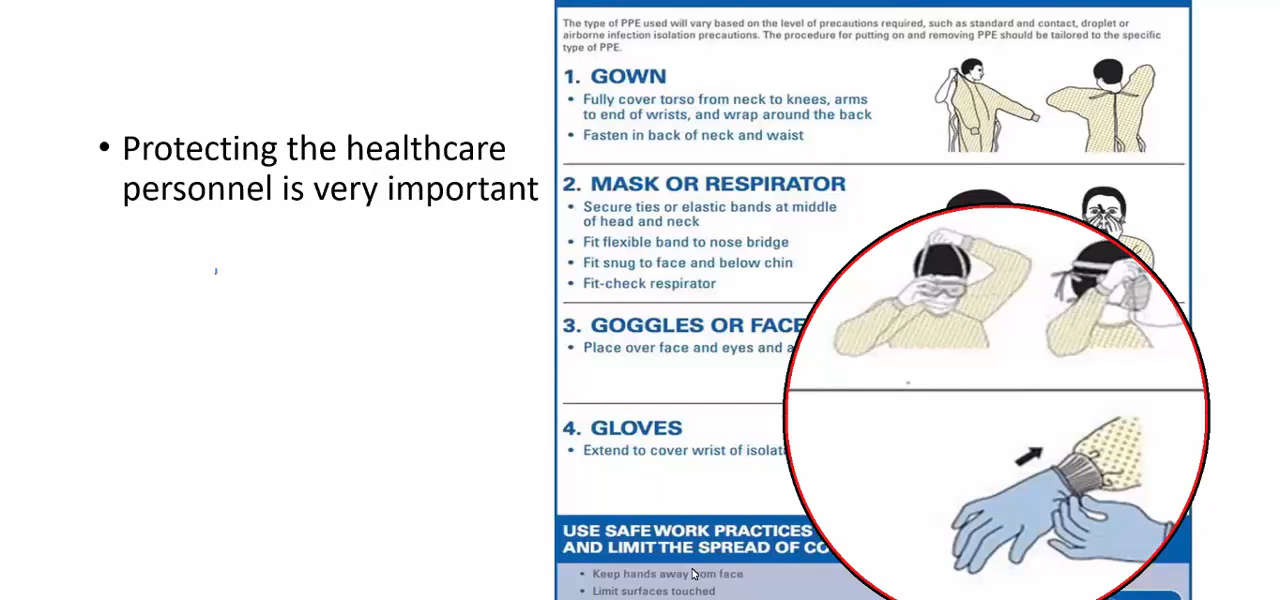 • Protecting the healthcare
personnel is very important
The type of PPE used will vary based on the level of precautions required, such as standard and contact, droplet or
airborne infection isolation precautions. The procedure for putting on and removing PPE should be tailored to the specific
type of PPE.
1. GOWN
• Fully cover torso from neck to knees, arms
to end of wrists, and wrap around the back
• Fasten in back of neck and waist
2. MASK OR RESPIRATOR
• Secure ties or elastic bands at middle
of head and neck
• Fit flexible band to nose bridge
• Fit snug to face and below chin
• Fit-check respirator
3. GOGGLES OR FACE
• Place over face and eyes and
4. GLOVES
• Extend to cover wrist of
USE SAFE WORK PRACTICES
AND LIMIT THE SPREAD OF
• Keep hands away from face
• Limit surfaces touched